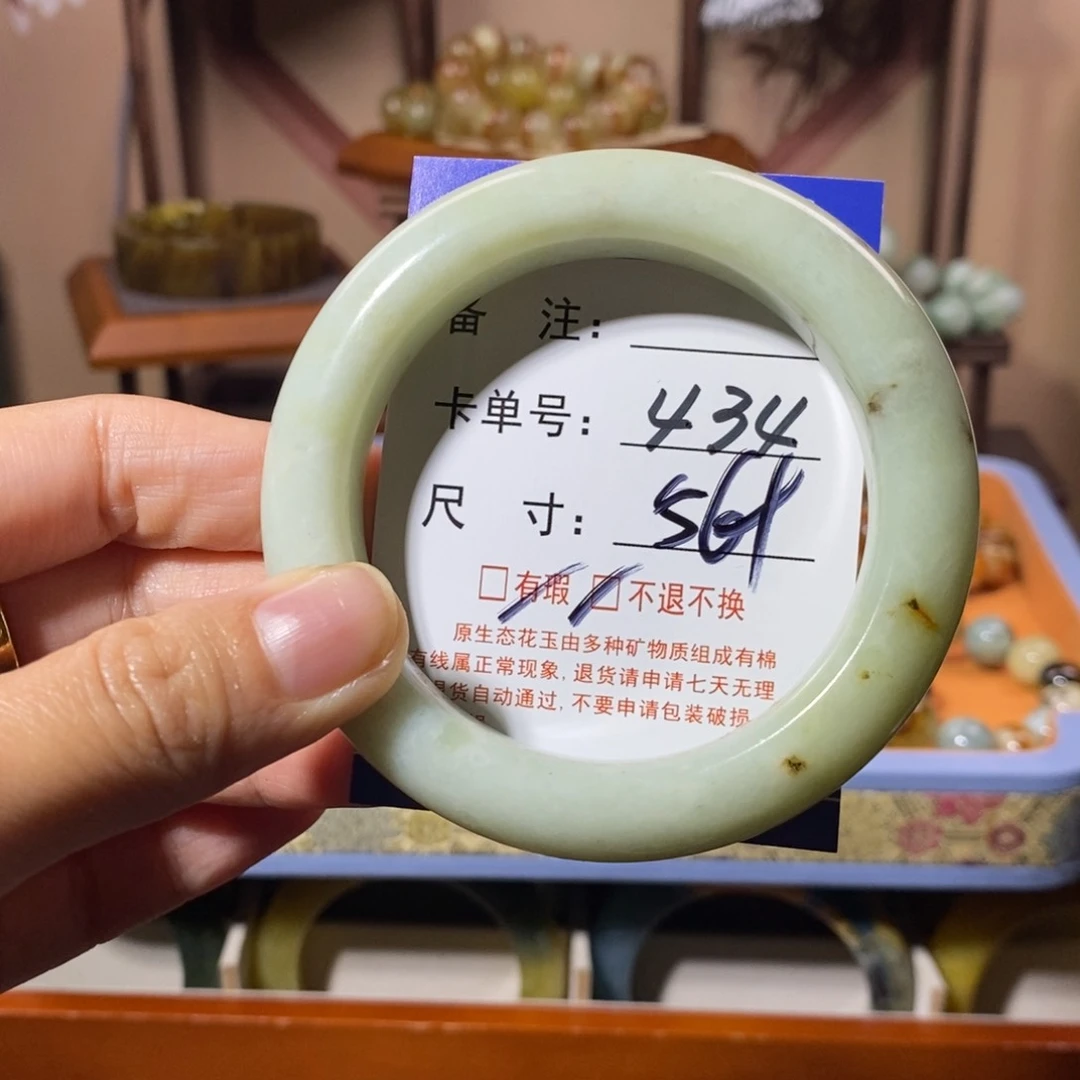 备 注:
卡单号: 434
尺 寸:
有瑕 不退不换
原生态花玉由多种矿物质组成有棉
有线属正常现象, 退货请申请七天无理
退货自动通过, 不要申请包装破损